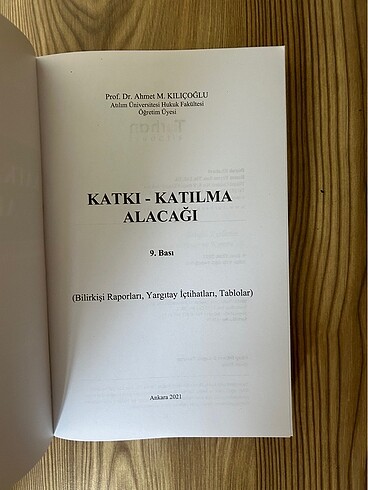 Prof. Dr. Ahmet M. KILIÇOĞLU
Atılım Üniversitesi Hukuk Fakültesi
Öğretim Üyesi
KATKI - KATILMA
ALACAĞI
9. Bası
(Bilirkişi Raporları, Yargıtay İçtihatları, Tablolar)
Ankara 2021